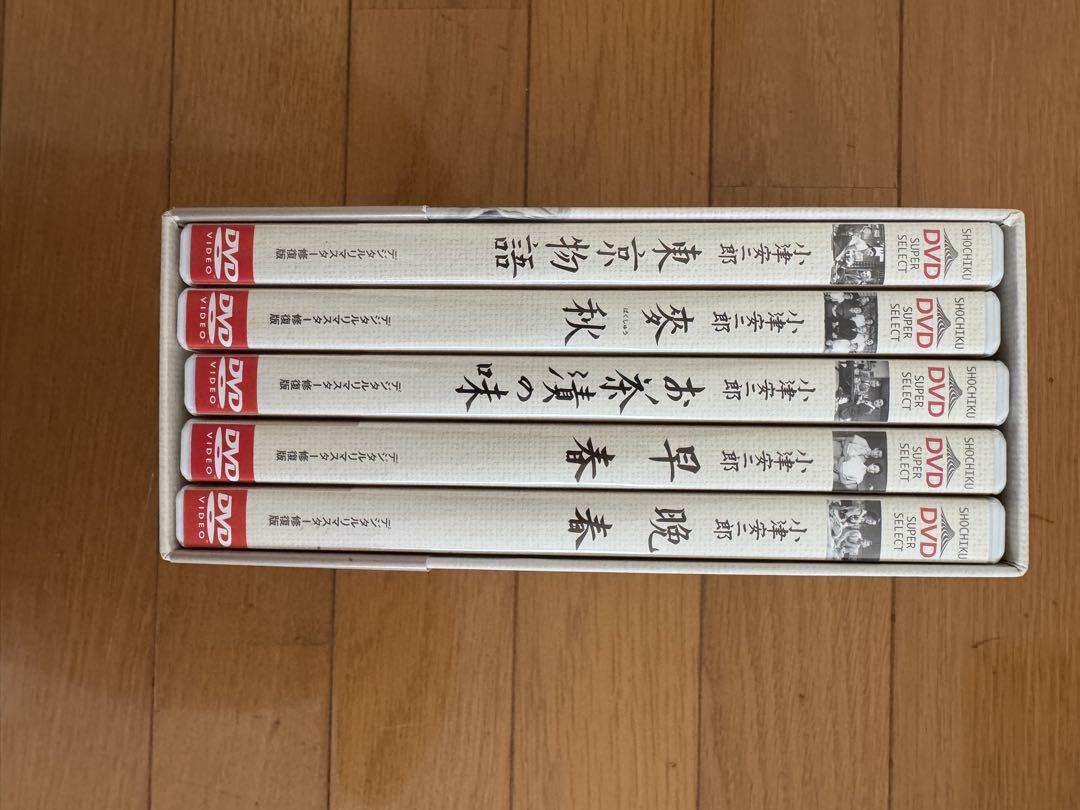 SHOCHIKU
DVD
SUPER
SELECT
小津安二郎
東京物語
デジタルリマスター修復版
DVD
VIDEO
SHOCHIKU
DVD
SUPER
SELECT
小津安二郎
麥秋
ばくしゅう
デジタルリマスター修復版
DVD
VIDEO
SHOCHIKU
DVD
SUPER
SELECT
小津安二郎
お茶漬の味
デジタルリマスター修復版
DVD
VIDEO
SHOCHIKU
DVD
SUPER
SELECT
小津安二郎
早春
デジタルリマスター修復版
DVD
VIDEO
SHOCHIKU
DVD
SUPER
SELECT
小津安二郎
晩春
デジタルリマスター修復版
DVD
VIDEO